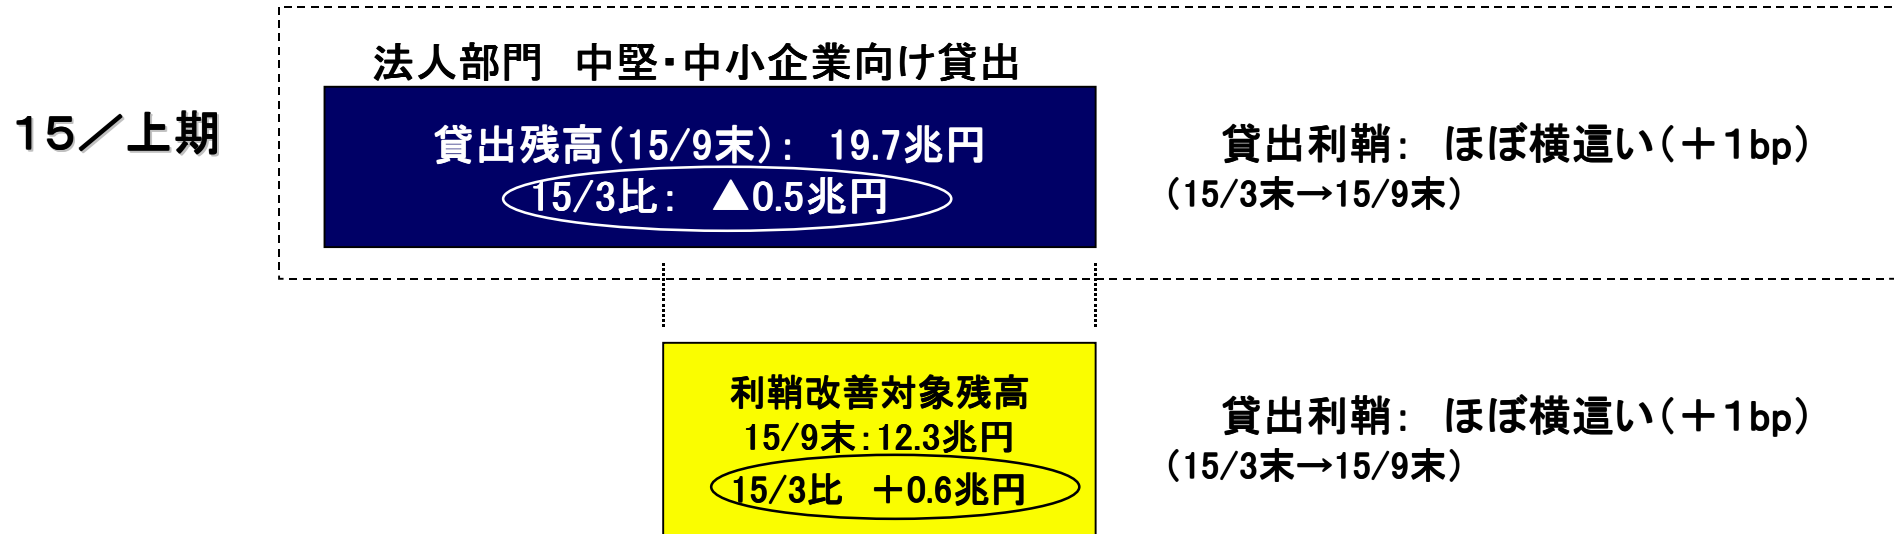 法人部門　中堅・中小企業向け貸出
１５／上期
貸出残高(15/9末)：　19.7兆円
15/3比：　▲0.5兆円
貸出利鞘：　ほぼ横這い(＋１bp)
(15/3末→15/9末)
利鞘改善対象残高
15/9末：12.3兆円
15/3比　＋0.6兆円
貸出利鞘：　ほぼ横這い(＋１bp)
(15/3末→15/9末)